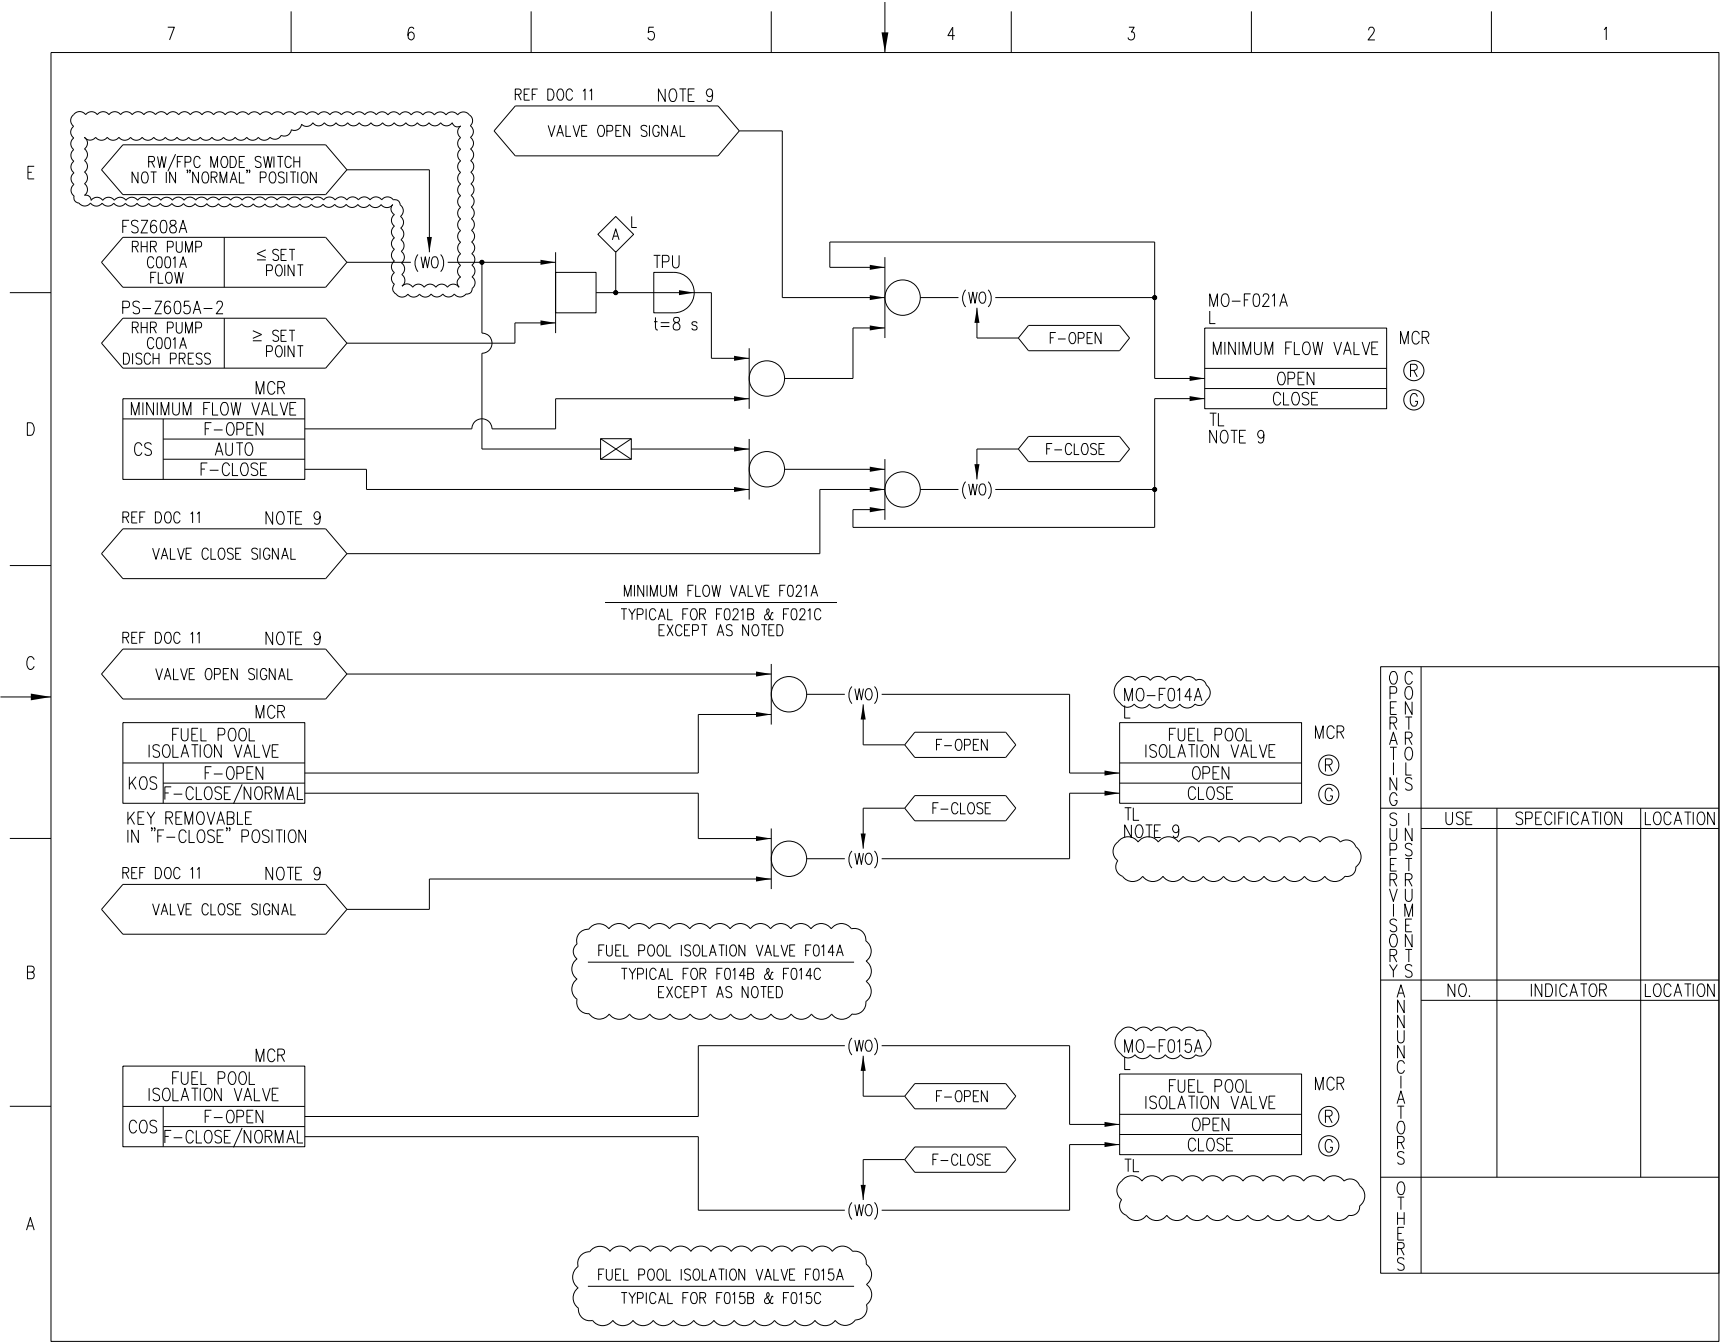 7 6 5 4 3 2 1
E
D
C
B
A
REF DOC 11 NOTE 9
VALVE OPEN SIGNAL
RW/FPC MODE SWITCH
NOT IN "NORMAL" POSITION
FSZ608A
RHR PUMP
C001A
FLOW
≤ SET
POINT
(WO)
A
L
TPU
t=8 s
PS-Z605A-2
RHR PUMP
C001A
DISCH PRESS
≥ SET
POINT
(WO)
F-OPEN
MO-F021A
L
MINIMUM FLOW VALVE
OPEN
CLOSE
MCR
R
G
TL
NOTE 9
MCR
MINIMUM FLOW VALVE
CS
F-OPEN
AUTO
F-CLOSE
F-CLOSE
(WO)
REF DOC 11 NOTE 9
VALVE CLOSE SIGNAL
MINIMUM FLOW VALVE F021A
TYPICAL FOR F021B & F021C
EXCEPT AS NOTED
REF DOC 11 NOTE 9
VALVE OPEN SIGNAL
MCR
FUEL POOL
ISOLATION VALVE
KOS
F-OPEN
F-CLOSE/NORMAL
KEY REMOVABLE
IN "F-CLOSE" POSITION
(WO)
F-OPEN
F-CLOSE
(WO)
MO-F014A
L
FUEL POOL
ISOLATION VALVE
OPEN
CLOSE
MCR
R
G
TL
NOTE 9
REF DOC 11 NOTE 9
VALVE CLOSE SIGNAL
FUEL POOL ISOLATION VALVE F014A
TYPICAL FOR F014B & F014C
EXCEPT AS NOTED
MCR
FUEL POOL
ISOLATION VALVE
COS
F-OPEN
F-CLOSE/NORMAL
(WO)
F-OPEN
F-CLOSE
(WO)
MO-F015A
L
FUEL POOL
ISOLATION VALVE
OPEN
CLOSE
MCR
R
G
TL
FUEL POOL ISOLATION VALVE F015A
TYPICAL FOR F015B & F015C
OPERATING
CONTROLS
SUPERVISORY
INSTRUMENTS
USE SPECIFICATION LOCATION
ANNUNCIATORS
NO. INDICATOR LOCATION
OTHERS